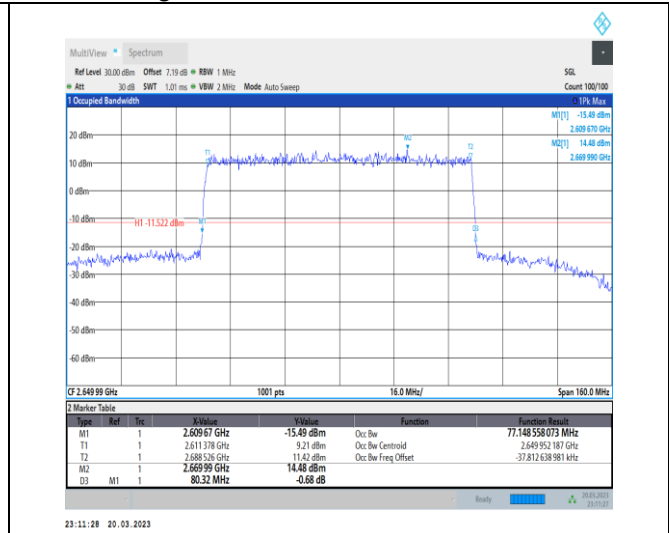 MultiView Spectrum
Ref Level 30.00 dBm Offset 7.19 dB RBW 1 MHz SGL
Att 30 dB SWT 1.01 ms VBW 2 MHz Mode Auto Sweep Count 100/100
1 Occupied Bandwidth 1Pk Max
M1[1] -15.49 dBm
2.609 670 GHz
20 dBm M2 M2[1] 14.48 dBm
T1 T2 2.669 990 GHz
10 dBm
0 dBm
-10 dBm
H1 -11.522 dBm M1
D3
-20 dBm
-30 dBm
-40 dBm
-50 dBm
-60 dBm
CF 2.649 99 GHz 1001 pts 16.0 MHz/ Span 160.0 MHz
2 Marker Table
Type Ref Trc X-Value Y-Value Function Function Result
M1 1 2.609 67 GHz -15.49 dBm Occ Bw 77.148 558 073 MHz
T1 1 2.611 378 GHz 9.21 dBm Occ Bw Centroid 2.649 952 187 GHz
T2 1 2.688 526 GHz 11.42 dBm Occ Bw Freq Offset -37.812 638 981 kHz
M2 1 2.669 99 GHz 14.48 dBm
D3 M1 1 80.32 MHz -0.68 dB
Ready 20.03.2023
23:11:27
23:11:28 20.03.2023